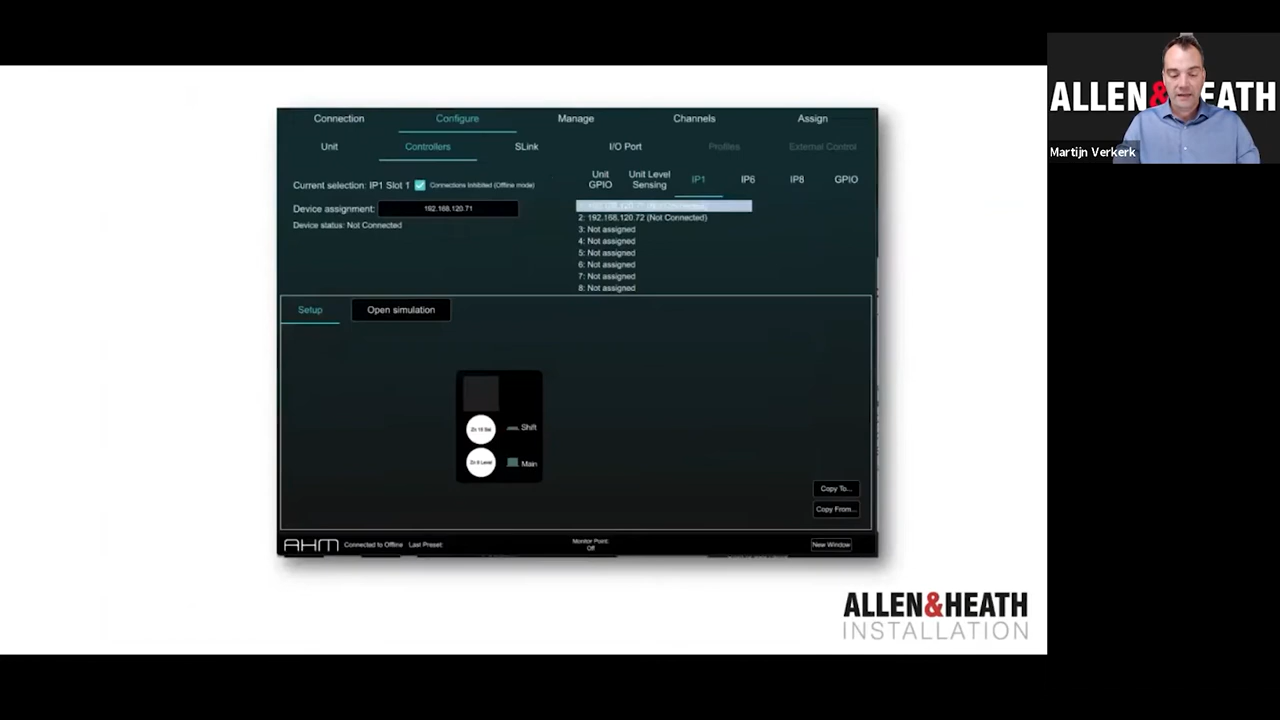 Connection Configure Manage Channels Assign
Unit Controllers SLink I/O Port Profiles External Control
Current selection: IP1 Slot 1 Connections Inhibited (Offline mode)
Unit GPIO Unit Level Sensing IP1 IP6 IP8 GPIO
Device assignment: 192.168.120.71
Device status: Not Connected
2: 192.168.120.72 (Not Connected)
3: Not assigned
4: Not assigned
5: Not assigned
6: Not assigned
7: Not assigned
8: Not assigned
Setup Open simulation
Shift
Main
Copy To...
Copy From...
AHM Connected to Offline Last Preset: Monitor Point: Off New Window
ALLEN&HEATH
INSTALLATION
ALLEN& HEATH
Martijn Verkerk